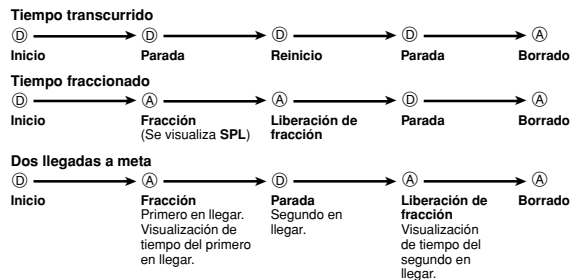 Tiempo transcurrido
Ⓓ Ⓓ Ⓓ Ⓓ Ⓐ
Inicio Parada Reinicio Parada Borrado
Tiempo fraccionado
Ⓓ Ⓐ Ⓐ Ⓓ Ⓐ
Inicio Fracción Liberación de Parada Borrado
(Se visualiza SPL) fracción
Dos llegadas a meta
Ⓓ Ⓐ Ⓓ Ⓐ Ⓐ
Inicio Fracción Parada Liberación de Borrado
Primero en llegar. Segundo en fracción
Visualización de llegar. Visualización
tiempo del primero de tiempo del
en llegar. segundo en
llegar.